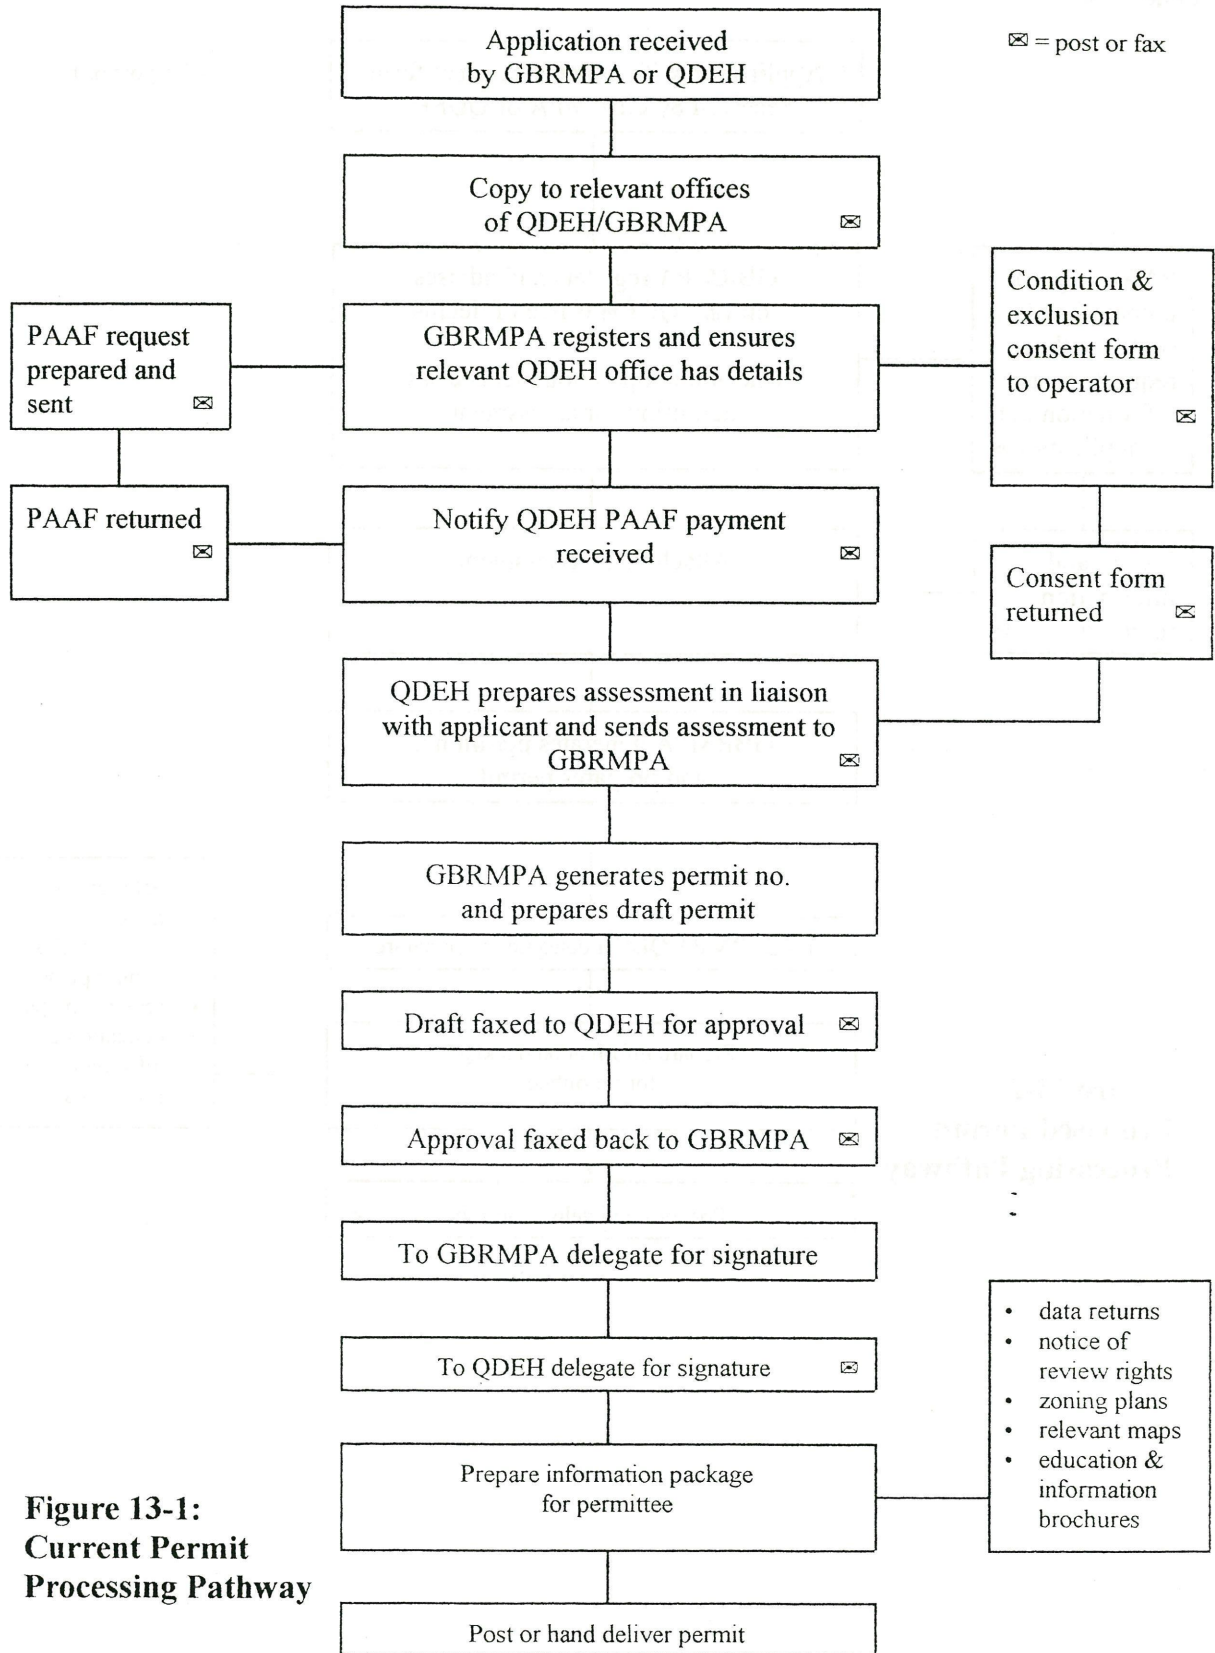 Application received
by GBRMPA or QDEH
✉ = post or fax
Copy to relevant offices
of QDEH/GBRMPA ✉
PAAF request
prepared and
sent ✉
GBRMPA registers and ensures
relevant QDEH office has details
Condition &
exclusion
consent form
to operator
✉
PAAF returned
✉
Notify QDEH PAAF payment
received ✉
Consent form
returned ✉
QDEH prepares assessment in liaison
with applicant and sends assessment to
GBRMPA ✉
GBRMPA generates permit no.
and prepares draft permit
Draft faxed to QDEH for approval ✉
Approval faxed back to GBRMPA ✉
To GBRMPA delegate for signature
To QDEH delegate for signature ✉
Prepare information package
for permittee
• data returns
• notice of
review rights
• zoning plans
• relevant maps
• education &
information
brochures
Post or hand deliver permit
Figure 13-1:
Current Permit
Processing Pathway